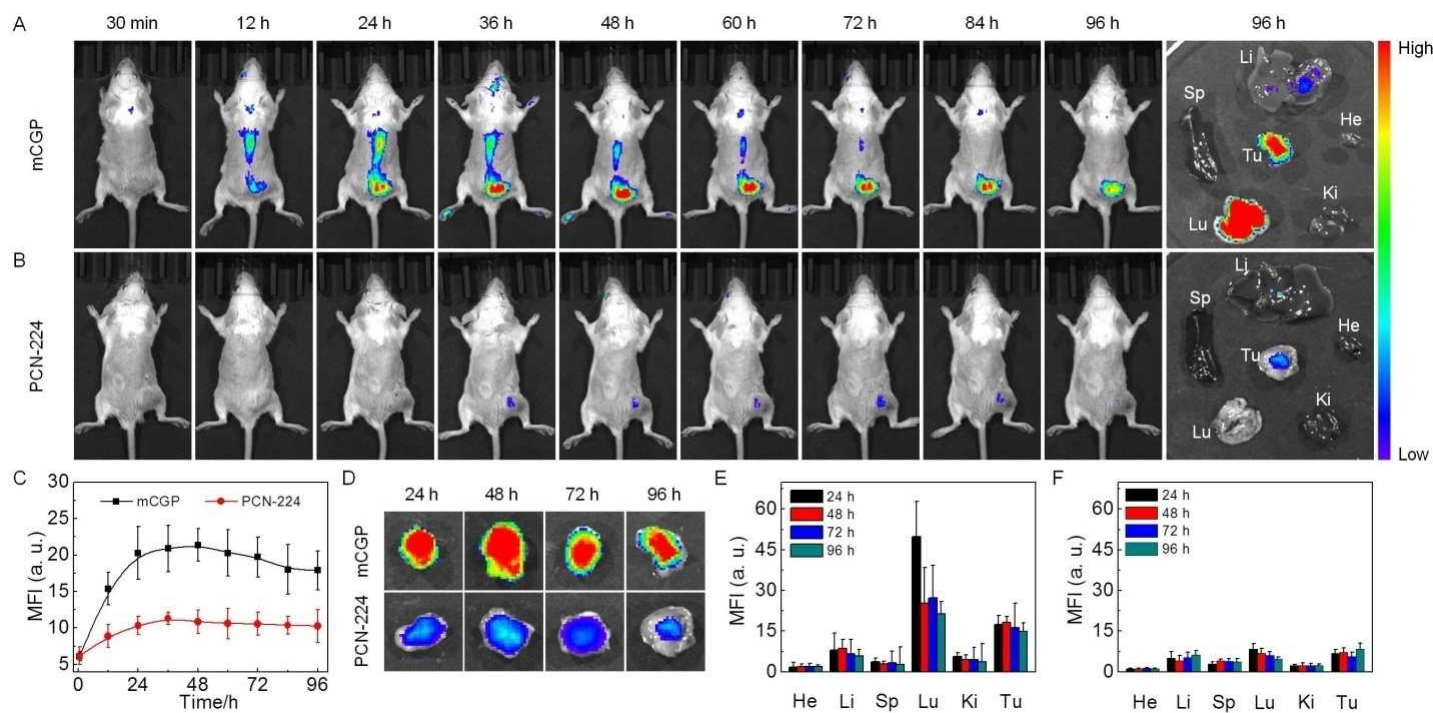 A 30 min 12 h 24 h 36 h 48 h 60 h 72 h 84 h 96 h 96 h
High
mCGP
Li
Sp
He
Tu
Ki
Lu
B
PCN-224
Li
Sp
He
Tu
Ki
Lu
Low
C
MFI (a. u.)
30
25
20
15
10
5
mCGP PCN-224
0 24 48 72 96
Time/h
D
24 h 48 h 72 h 96 h
mCGP
PCN-224
E
MFI (a. u.)
60
45
30
15
0
24 h
48 h
72 h
96 h
He Li Sp Lu Ki Tu
F
MFI (a. u.)
60
45
30
15
0
24 h
48 h
72 h
96 h
He Li Sp Lu Ki Tu